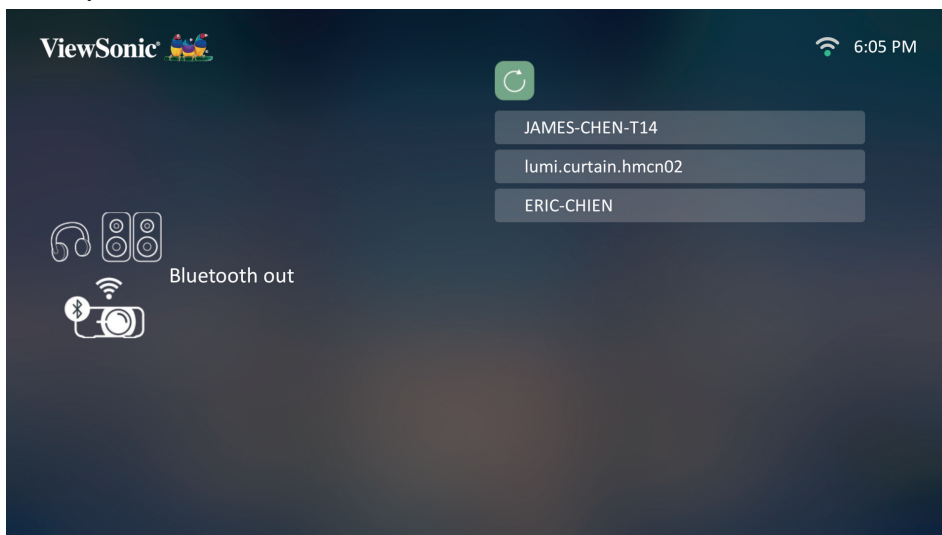 ViewSonic
6:05 PM
JAMES-CHEN-T14
lumi.curtain.hmcn02
ERIC-CHIEN
Bluetooth out